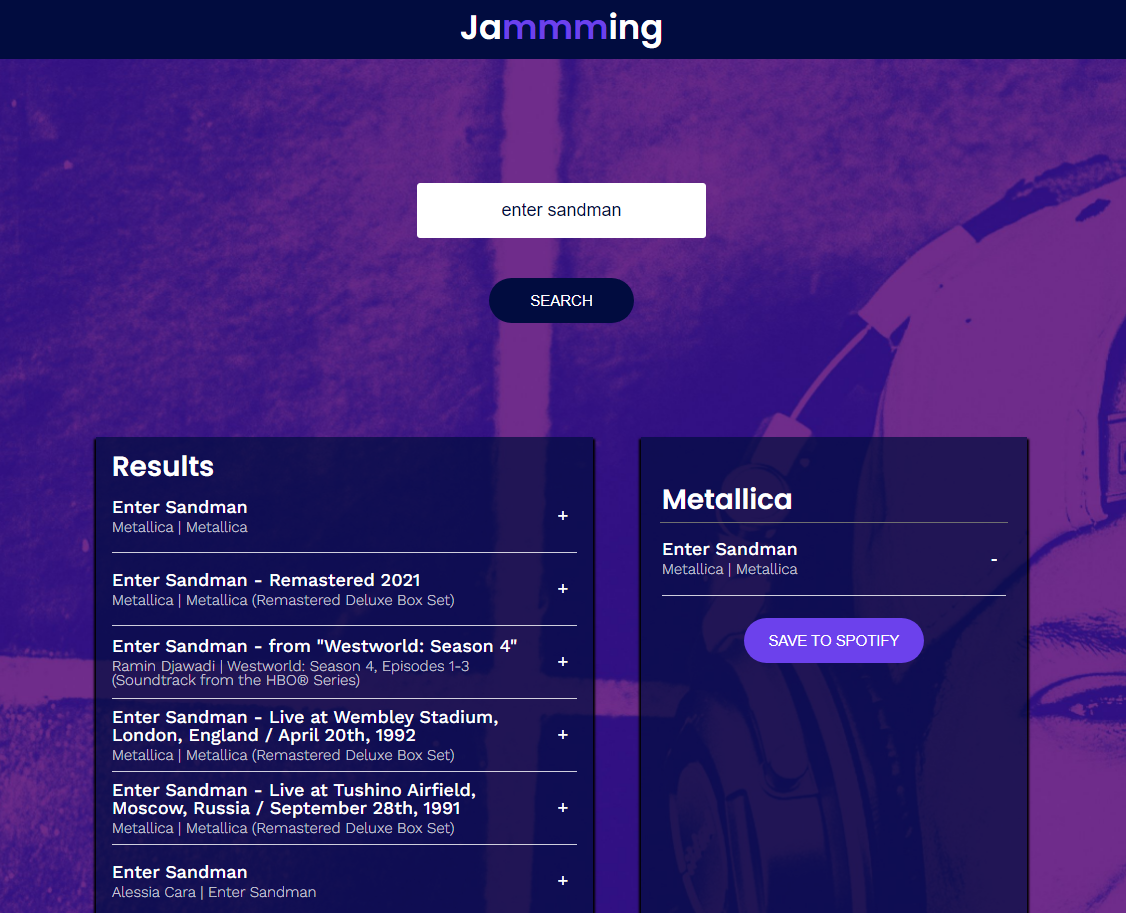 Jammming
enter sandman
SEARCH
Results
Enter Sandman
Metallica | Metallica
+
Enter Sandman - Remastered 2021
Metallica | Metallica (Remastered Deluxe Box Set)
+
Enter Sandman - from "Westworld: Season 4"
Ramin Djawadi | Westworld: Season 4, Episodes 1-3
(Soundtrack from the HBO® Series)
+
Enter Sandman - Live at Wembley Stadium,
London, England / April 20th, 1992
Metallica | Metallica (Remastered Deluxe Box Set)
+
Enter Sandman - Live at Tushino Airfield,
Moscow, Russia / September 28th, 1991
Metallica | Metallica (Remastered Deluxe Box Set)
+
Enter Sandman
Alessia Cara | Enter Sandman
+
Metallica
Enter Sandman
Metallica | Metallica
-
SAVE TO SPOTIFY